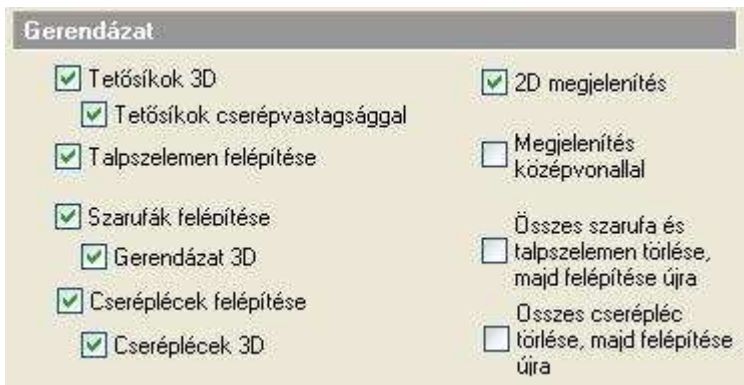 Gerendázat
Tetősíkok 3D
Tetősíkok cserépvastagsággal
Talpszelemen felépítése
Szarufák felépítése
Gerendázat 3D
Cseréplécek felépítése
Cseréplécek 3D
2D megjelenítés
Megjelenítés
középvonallal
Összes szarufa és
talpszelemen törlése,
majd felépítése újra
Összes cserépléc
törlése, majd felépítése
újra